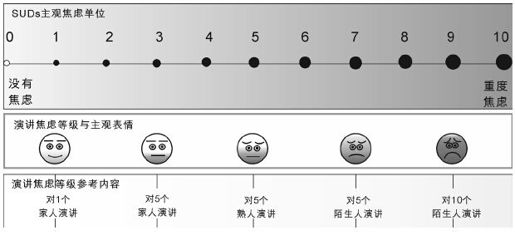 SUDs主观焦虑单位
0 1 2 3 4 5 6 7 8 9 10
没有 重度
焦虑 焦虑
演讲焦虑等级与主观表情
演讲焦虑等级参考内容
对1个 对5个 对5个 对5个 对10个
家人演讲 家人演讲 熟人演讲 陌生人演讲 陌生人演讲